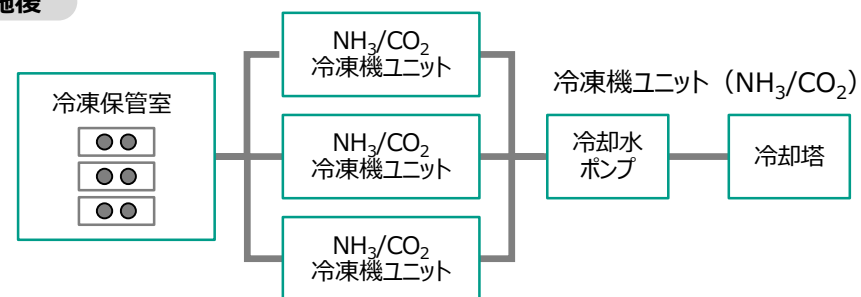 施後
冷凍保管室
NH₃/CO₂
冷凍機ユニット
NH₃/CO₂
冷凍機ユニット
NH₃/CO₂
冷凍機ユニット
冷凍機ユニット（NH₃/CO₂）
冷却水
ポンプ
冷却塔